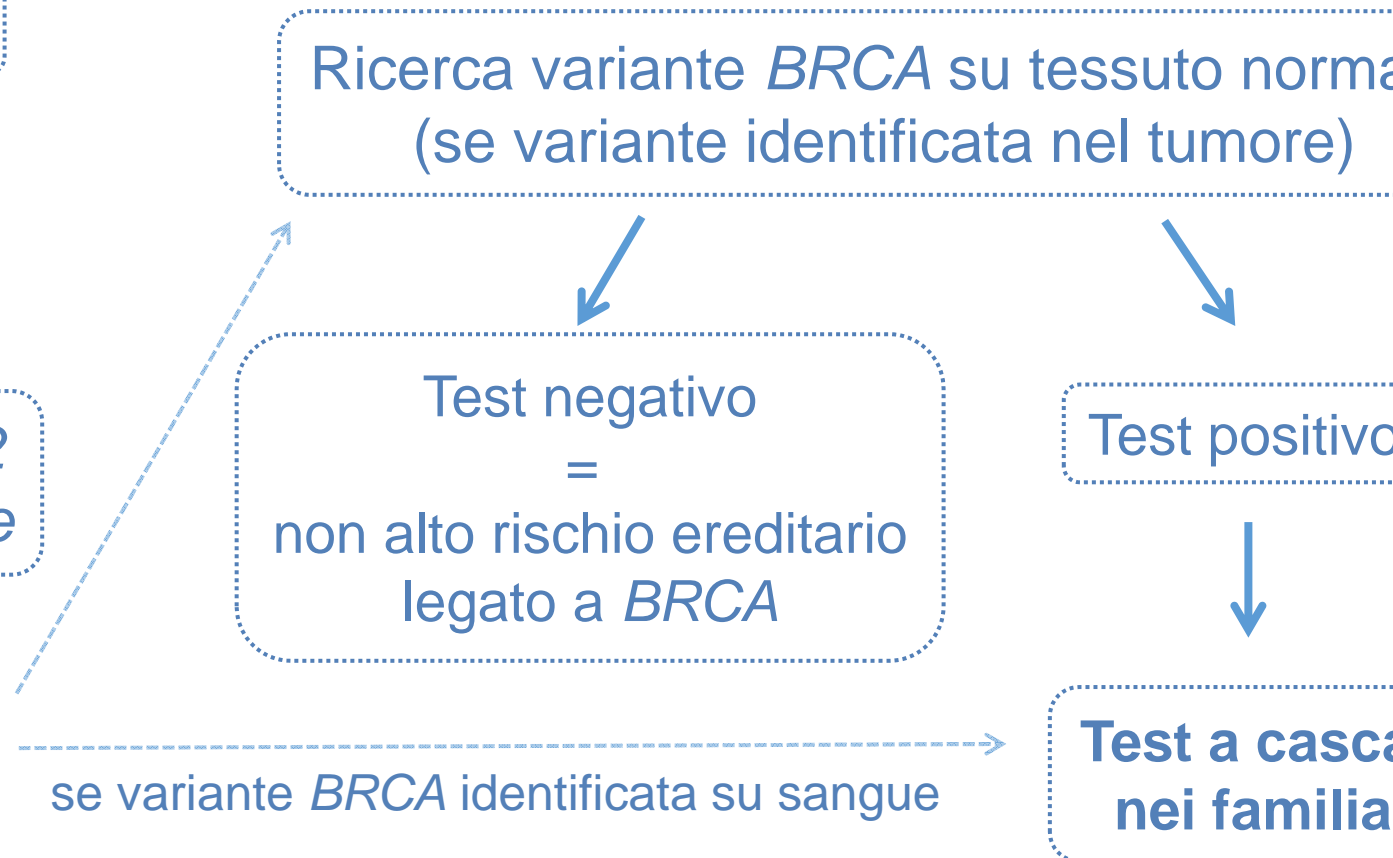 Ricerca variante BRCA su tessuto norma
(se variante identificata nel tumore)
Test negativo
=
non alto rischio ereditario
legato a BRCA
Test positivo
2
e
se variante BRCA identificata su sangue
Test a casca
nei familia